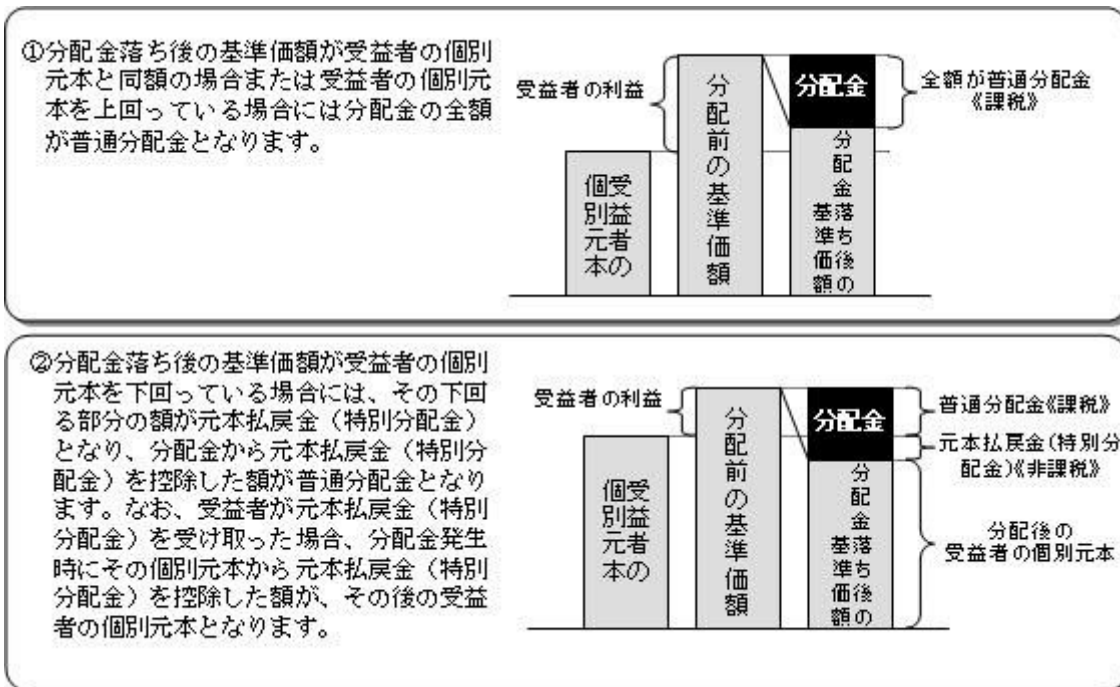 ①分配金落ち後の基準価額が受益者の個別
元本と同額の場合または受益者の個別元
本を上回っている場合には分配金の全額
が普通分配金となります。
受益者の利益
受益者の
個別元本
分配前の基準価額
分配金
分配金落ち後の
基準価額
全額が普通分配金
《課税》
②分配金落ち後の基準価額が受益者の個別
元本を下回っている場合には、その下回
る部分の額が元本払戻金（特別分配金）
となり、分配金から元本払戻金（特別分
配金）を控除した額が普通分配金となり
ます。なお、受益者が元本払戻金（特別
分配金）を受け取った場合、分配金発生
時にその個別元本から元本払戻金（特別
分配金）を控除した額が、その後の受益
者の個別元本となります。
受益者の利益
受益者の
個別元本
分配前の基準価額
分配金
分配金落ち後の
基準価額
普通分配金《課税》
元本払戻金(特別分
配金)《非課税》
分配後の
受益者の個別元本